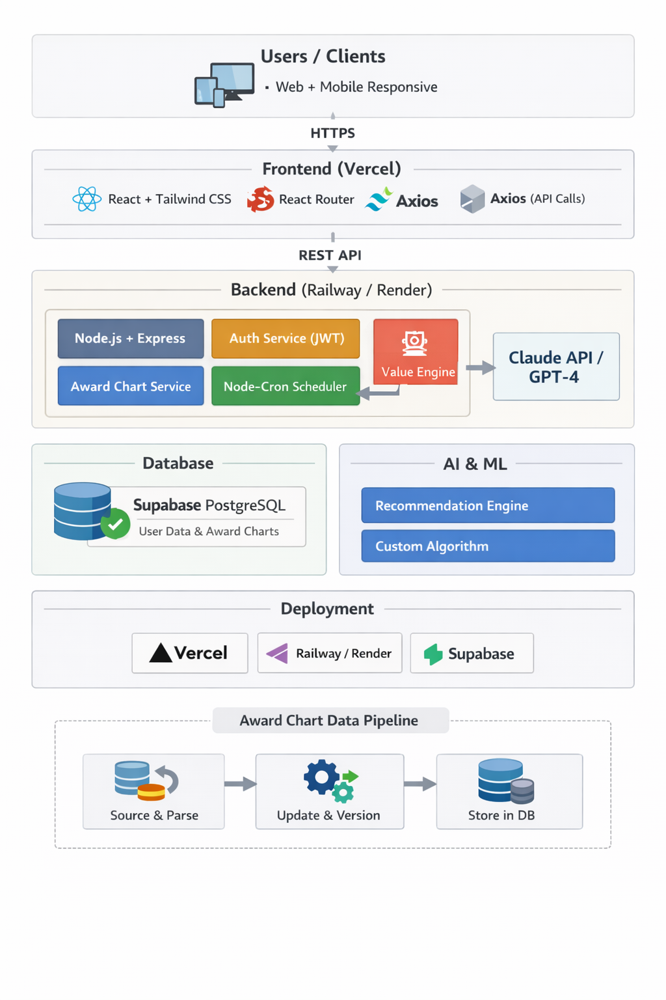 Users / Clients
▪ Web + Mobile Responsive
HTTPS
Frontend (Vercel)
React + Tailwind CSS
React Router
Axios
Axios (API Calls)
REST API
Backend (Railway / Render)
Node.js + Express
Auth Service (JWT)
Value Engine
Award Chart Service
Node-Cron Scheduler
Claude API /
GPT-4
Database
Supabase PostgreSQL
User Data & Award Charts
AI & ML
Recommendation Engine
Custom Algorithm
Deployment
Vercel
Railway / Render
Supabase
Award Chart Data Pipeline
Source & Parse
Update & Version
Store in DB